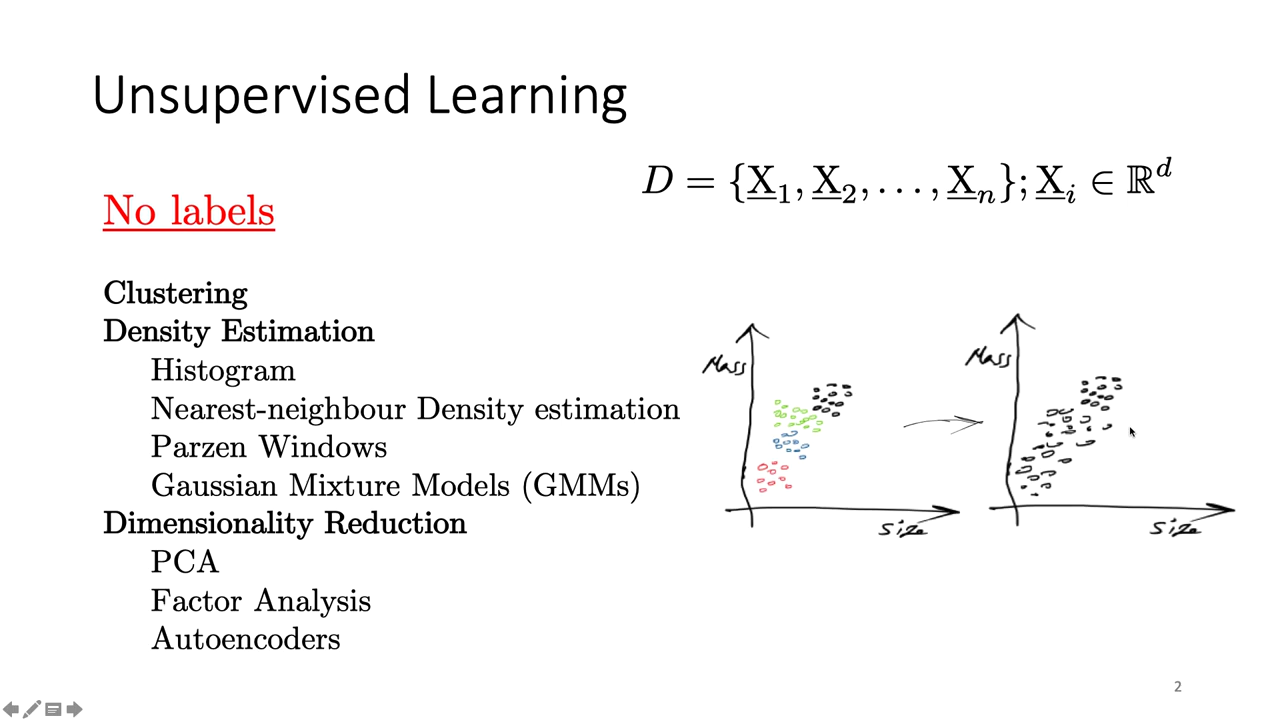 Unsupervised Learning
D = {X₁, X₂, . . . , Xₙ}; Xᵢ ∈ ℝᵈ
No labels
Clustering
Density Estimation
Histogram
Nearest-neighbour Density estimation
Parzen Windows
Gaussian Mixture Models (GMMs)
Dimensionality Reduction
PCA
Factor Analysis
Autoencoders
Mass
size
Mass
size
2